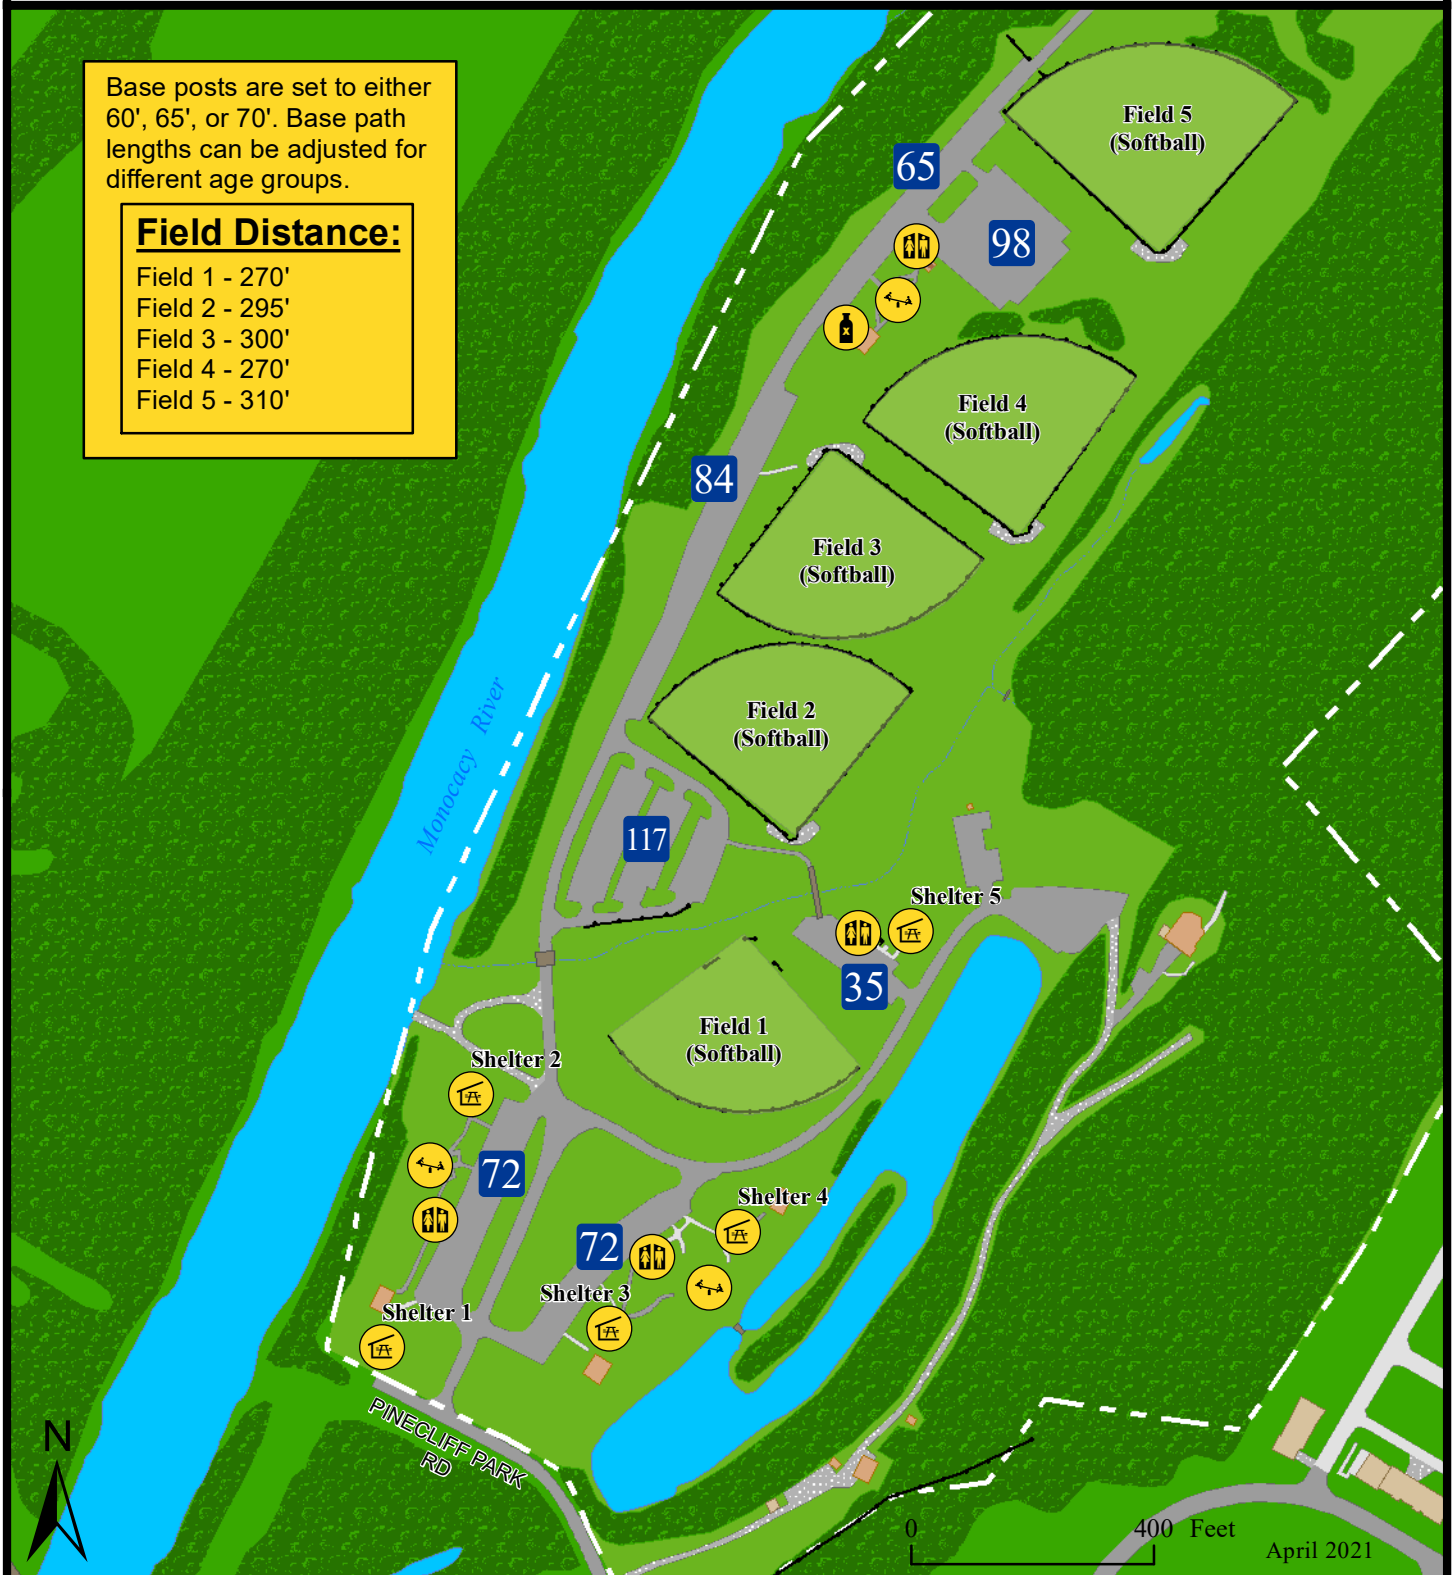 Base posts are set to either
60', 65', or 70'. Base path
lengths can be adjusted for
different age groups.
Field Distance:
Field 1 - 270'
Field 2 - 295'
Field 3 - 300'
Field 4 - 270'
Field 5 - 310'
Field 5
(Softball)
65
98
x
Field 4
(Softball)
84
Field 3
(Softball)
Field 2
(Softball)
Monocacy River
117
Shelter 5
35
Field 1
(Softball)
Shelter 2
72
Shelter 4
72
Shelter 3
Shelter 1
PINECLIFF PARK
RD
N
0 400 Feet
April 2021